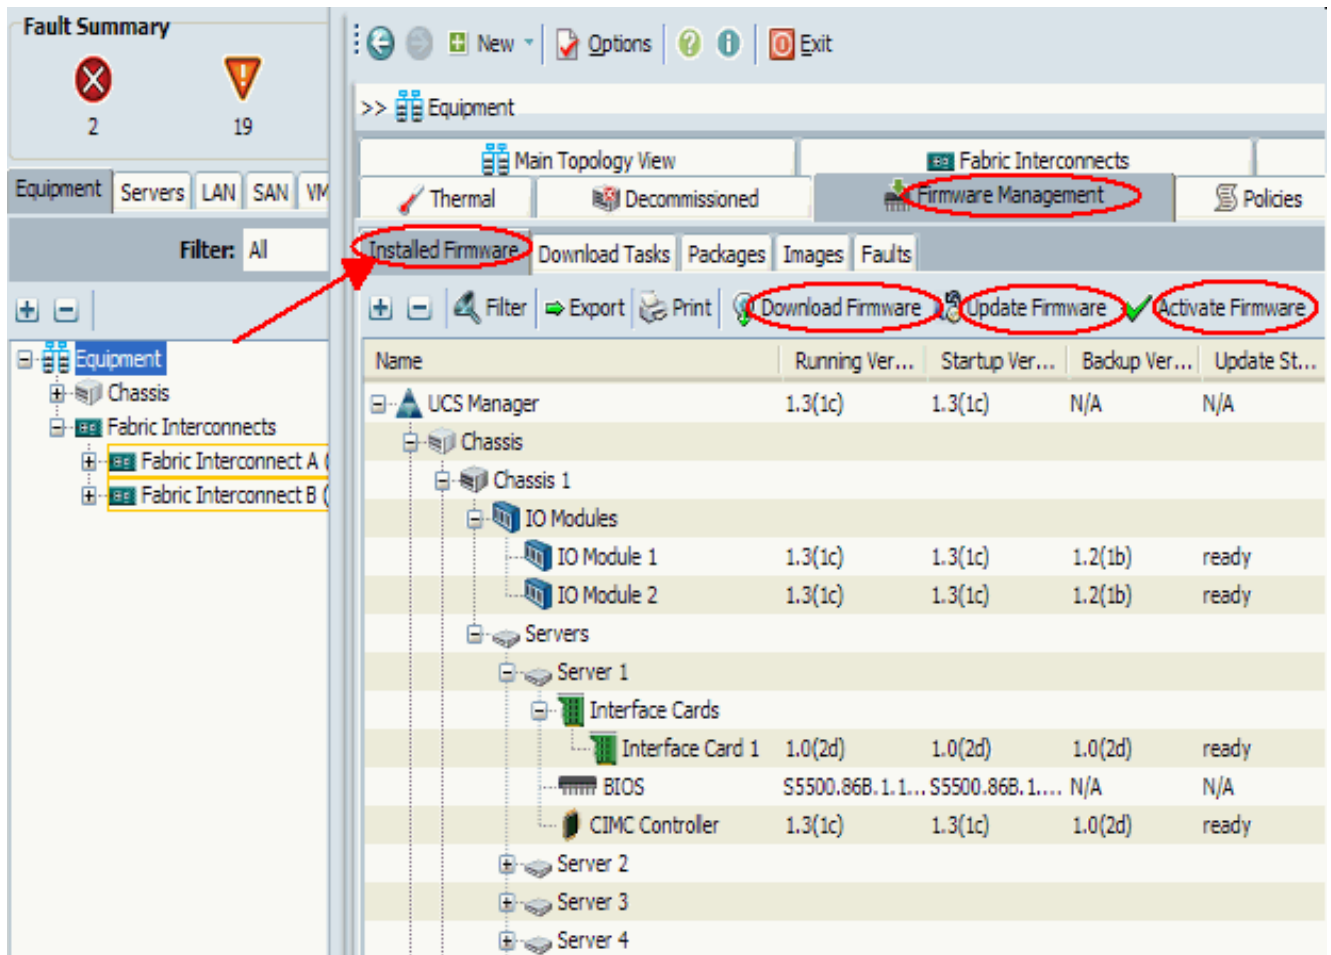 Fault Summary
2
19
Equipment Servers LAN SAN VM
Filter: All
Equipment
Chassis
Fabric Interconnects
Fabric Interconnect A (
Fabric Interconnect B (
New Options Exit
>> Equipment
Main Topology View Fabric Interconnects
Thermal Decommissioned Firmware Management Policies
Installed Firmware Download Tasks Packages Images Faults
Filter Export Print Download Firmware Update Firmware Activate Firmware
Name Running Ver... Startup Ver... Backup Ver... Update St...
UCS Manager 1.3(1c) 1.3(1c) N/A N/A
Chassis
Chassis 1
IO Modules
IO Module 1 1.3(1c) 1.3(1c) 1.2(1b) ready
IO Module 2 1.3(1c) 1.3(1c) 1.2(1b) ready
Servers
Server 1
Interface Cards
Interface Card 1 1.0(2d) 1.0(2d) 1.0(2d) ready
BIOS S5500.86B.1.1... S5500.86B.1.... N/A N/A
CIMC Controller 1.3(1c) 1.3(1c) 1.0(2d) ready
Server 2
Server 3
Server 4